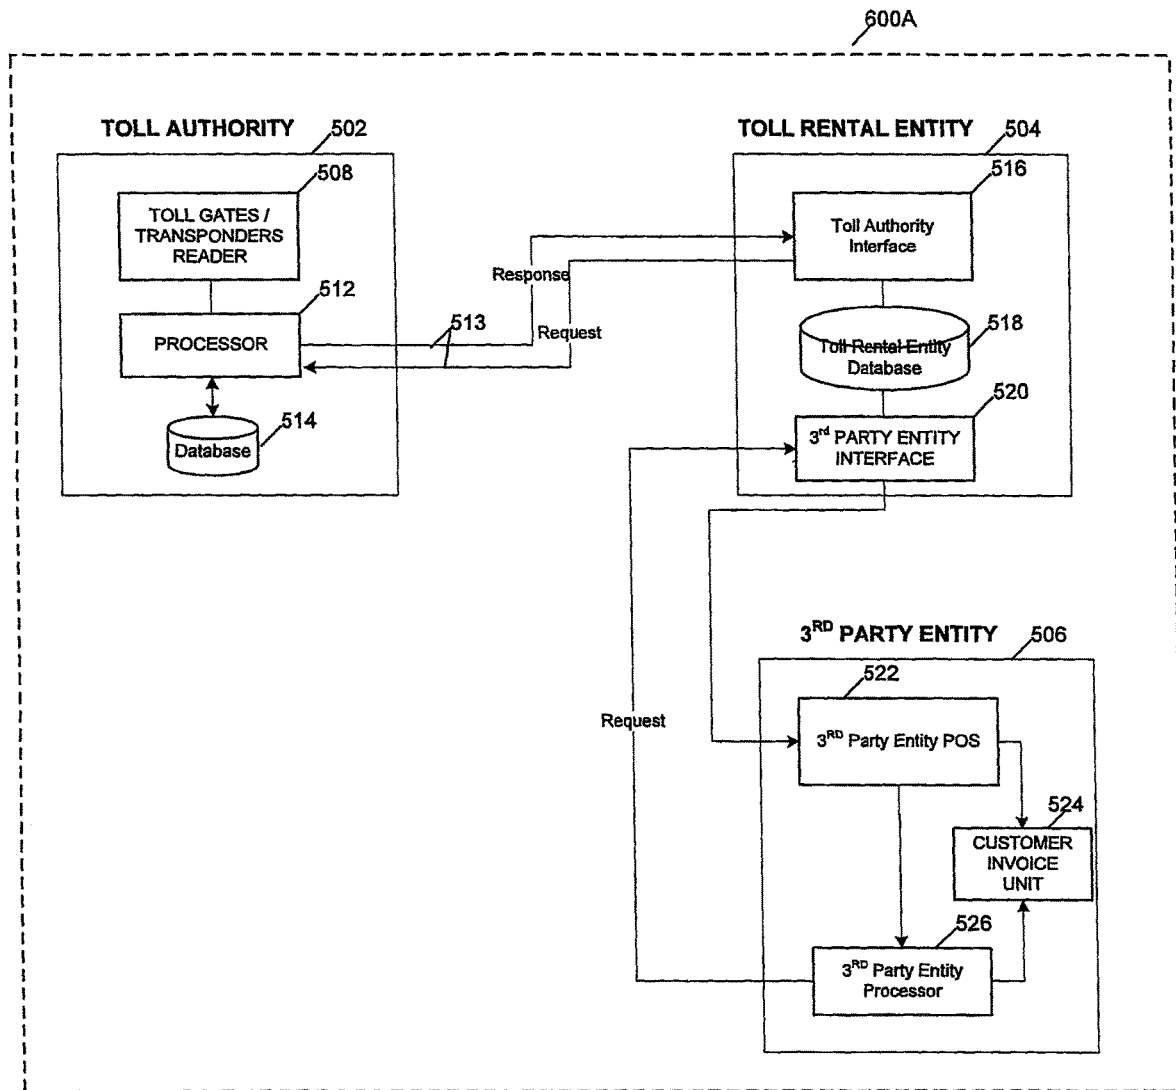 600A
TOLL AUTHORITY
502
508
TOLL GATES /
TRANSPONDERS
READER
512
PROCESSOR
513
514
Database
Response
Request
TOLL RENTAL ENTITY
504
516
Toll Authority
Interface
518
Toll Rental Entity
Database
520
3rd PARTY ENTITY
INTERFACE
Request
3RD PARTY ENTITY
506
522
3RD Party Entity POS
524
CUSTOMER
INVOICE
UNIT
526
3RD Party Entity
Processor